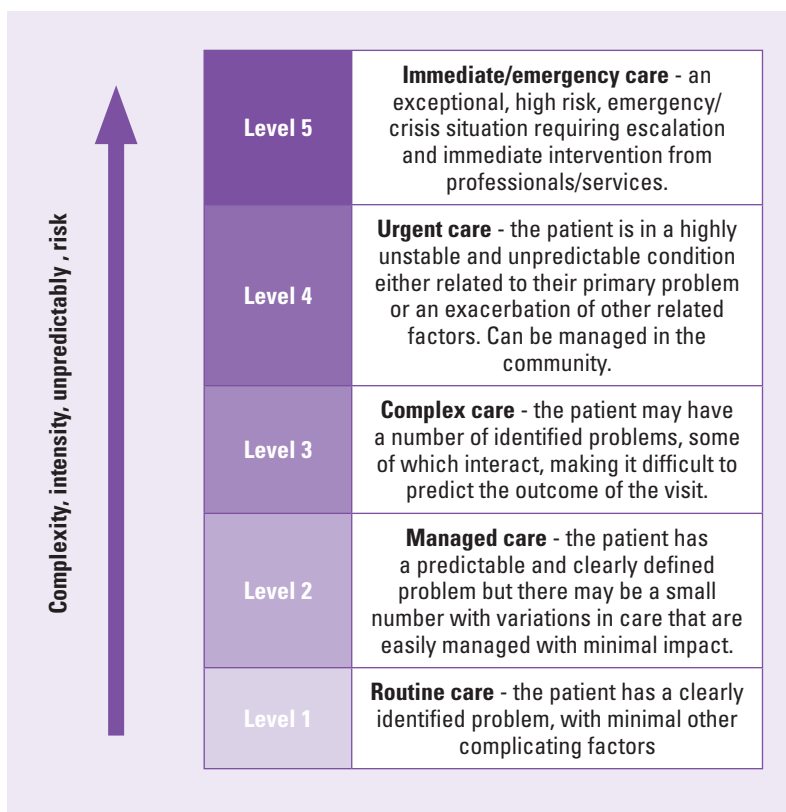 Complexity, intensity, unpredictably , risk
Level 5
Immediate/emergency care - an
exceptional, high risk, emergency/
crisis situation requiring escalation
and immediate intervention from
professionals/services.
Level 4
Urgent care - the patient is in a highly
unstable and unpredictable condition
either related to their primary problem
or an exacerbation of other related
factors. Can be managed in the
community.
Level 3
Complex care - the patient may have
a number of identified problems, some
of which interact, making it difficult to
predict the outcome of the visit.
Level 2
Managed care - the patient has
a predictable and clearly defined
problem but there may be a small
number with variations in care that are
easily managed with minimal impact.
Level 1
Routine care - the patient has a clearly
identified problem, with minimal other
complicating factors